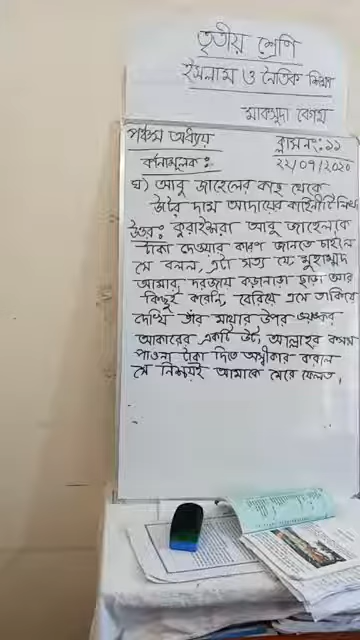 তৃতীয় শ্রেণি
ইসলাম ও নৈতিক শিক্ষা
মাকসুদা বেগম
পঞ্চম অধ্যায়
ক্লাস নং: ১১
বর্ণনামূলক:
২২/০৭/২০২০
ঘ) আবু জাহেলের কাছ থেকে
উটের দাম আদায়ের কাহিনীটি লিখ
উত্তর: কুরাইশরা আবু জাহেলকে
টাকা দেওয়ার কারণ জানতে চাইলে
সে বলল, এটা সত্য যে মুহাম্মদ
আমার দরজায় কড়ানাড়া ছাড়া আর
কিছুই করেনি, বেরিয়ে এসে তাকিয়ে
দেখি তাঁর মাথার উপর ভয়ঙ্কর
আকারের একটি উট, আল্লাহর কসম
পাওনা টাকা দিতে অস্বীকার করলে
সে নিশ্চয়ই আমাকে মেরে ফেলত,